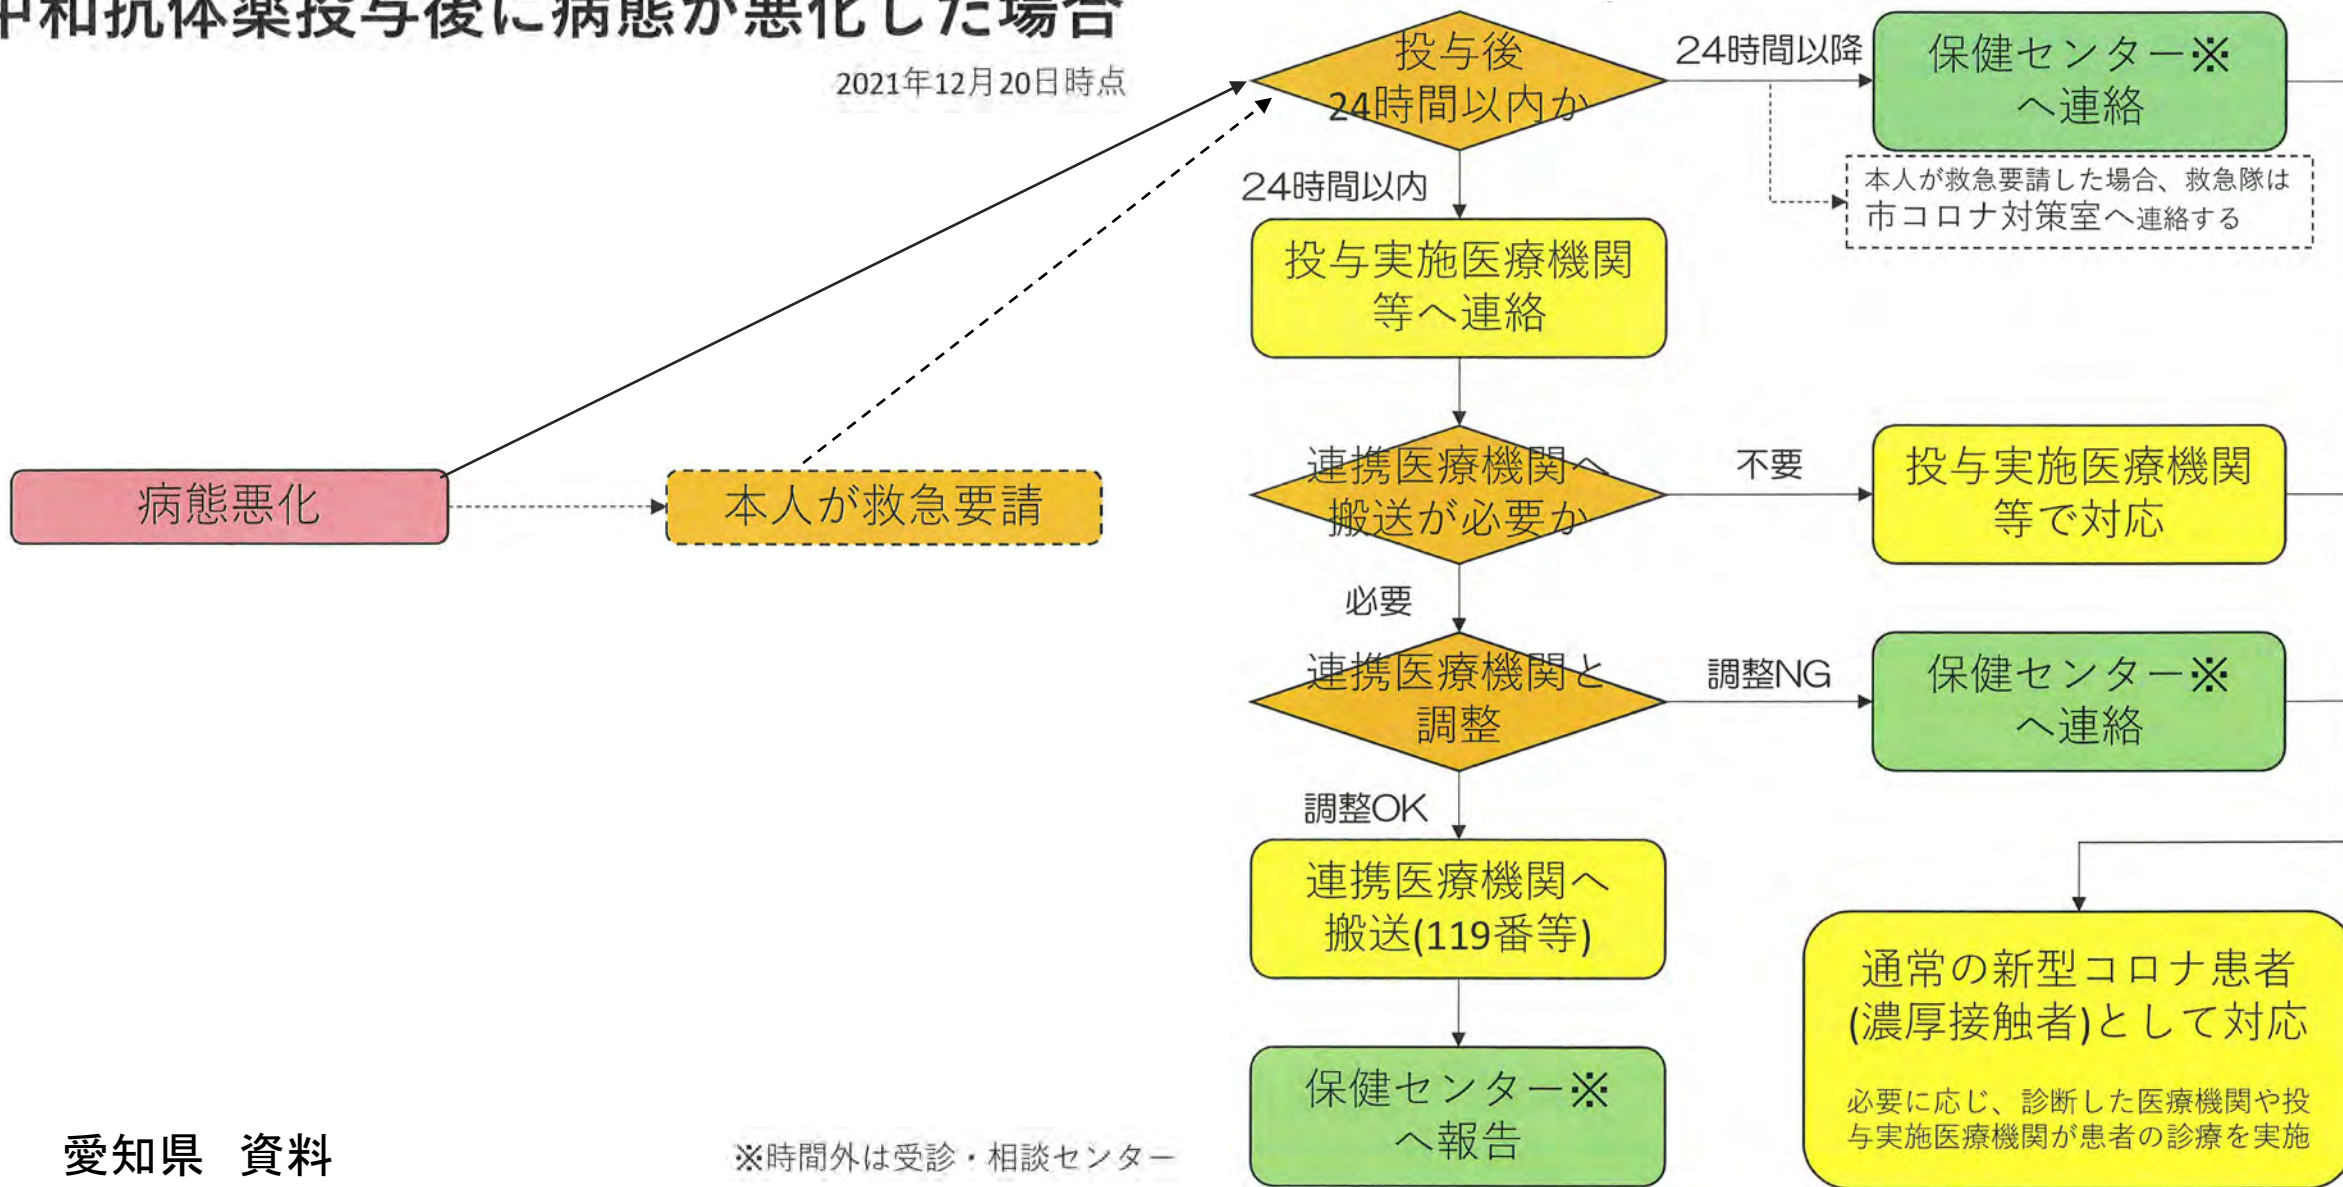 中和抗体薬投与後に病態が悪化した場合
2021年12月20日時点
投与後
24時間以内か
24時間以降
保健センター※
へ連絡
本人が救急要請した場合、救急隊は
市コロナ対策室へ連絡する
24時間以内
投与実施医療機関
等へ連絡
病態悪化
本人が救急要請
連携医療機関へ
搬送が必要か
不要
投与実施医療機関
等で対応
必要
連携医療機関と
調整
調整NG
保健センター※
へ連絡
調整OK
連携医療機関へ
搬送(119番等)
通常の新型コロナ患者
(濃厚接触者)として対応
必要に応じ、診断した医療機関や投
与実施医療機関が患者の診療を実施
保健センター※
へ報告
愛知県 資料
※時間外は受診・相談センター